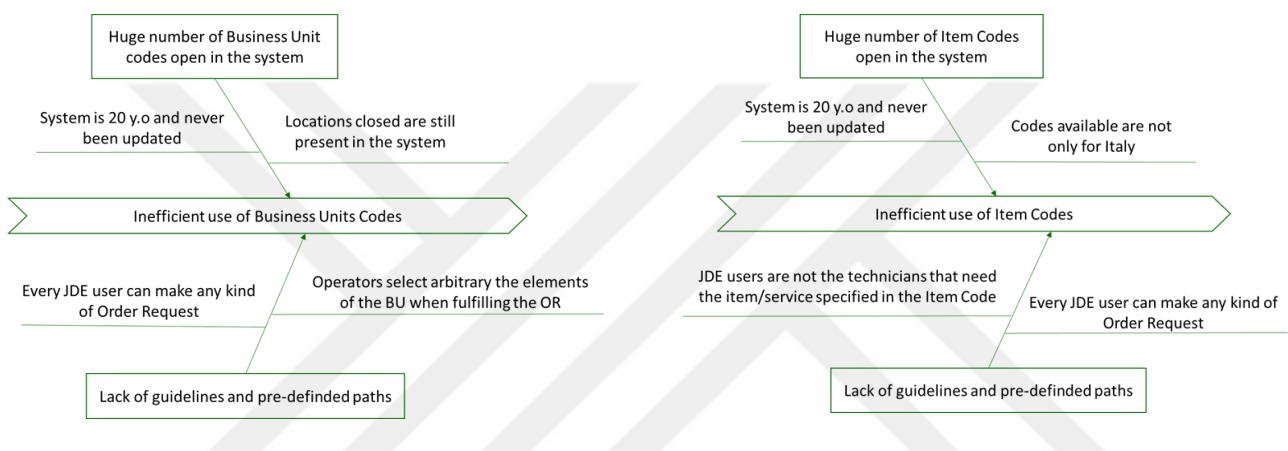 Huge number of Business Unit
codes open in the system
System is 20 y.o and never
been updated
Locations closed are still
present in the system
Inefficient use of Business Units Codes
Every JDE user can make any kind
of Order Request
Operators select arbitrary the elements
of the BU when fulfilling the OR
Lack of guidelines and pre-definded paths
Huge number of Item Codes
open in the system
System is 20 y.o and never
been updated
Codes available are not
only for Italy
Inefficient use of Item Codes
JDE users are not the technicians that need
the item/service specified in the Item Code
Every JDE user can make any kind of
Order Request
Lack of guidelines and pre-definded paths